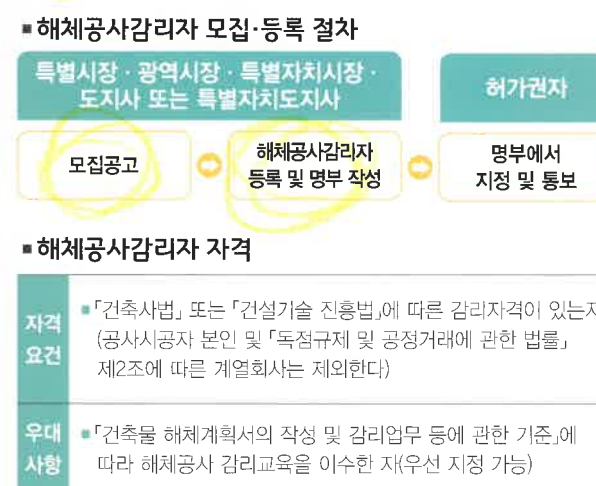 ▪해체공사감리자 모집·등록 절차
특별시장 · 광역시장 · 특별자치시장 ·
도지사 또는 특별자치도지사
허가권자
모집공고
해체공사감리자
등록 및 명부 작성
명부에서
지정 및 통보
▪해체공사감리자 자격
자격
요건
▪「건축사법」 또는 「건설기술 진흥법」에 따른 감리자격이 있는자
(공사시공자 본인 및 「독점규제 및 공정거래에 관한 법률」
제2조에 따른 계열회사는 제외한다)
우대
사항
▪「건축물 해체계획서의 작성 및 감리업무 등에 관한 기준」에
따라 해체공사 감리교육을 이수한 자(우선 지정 가능)